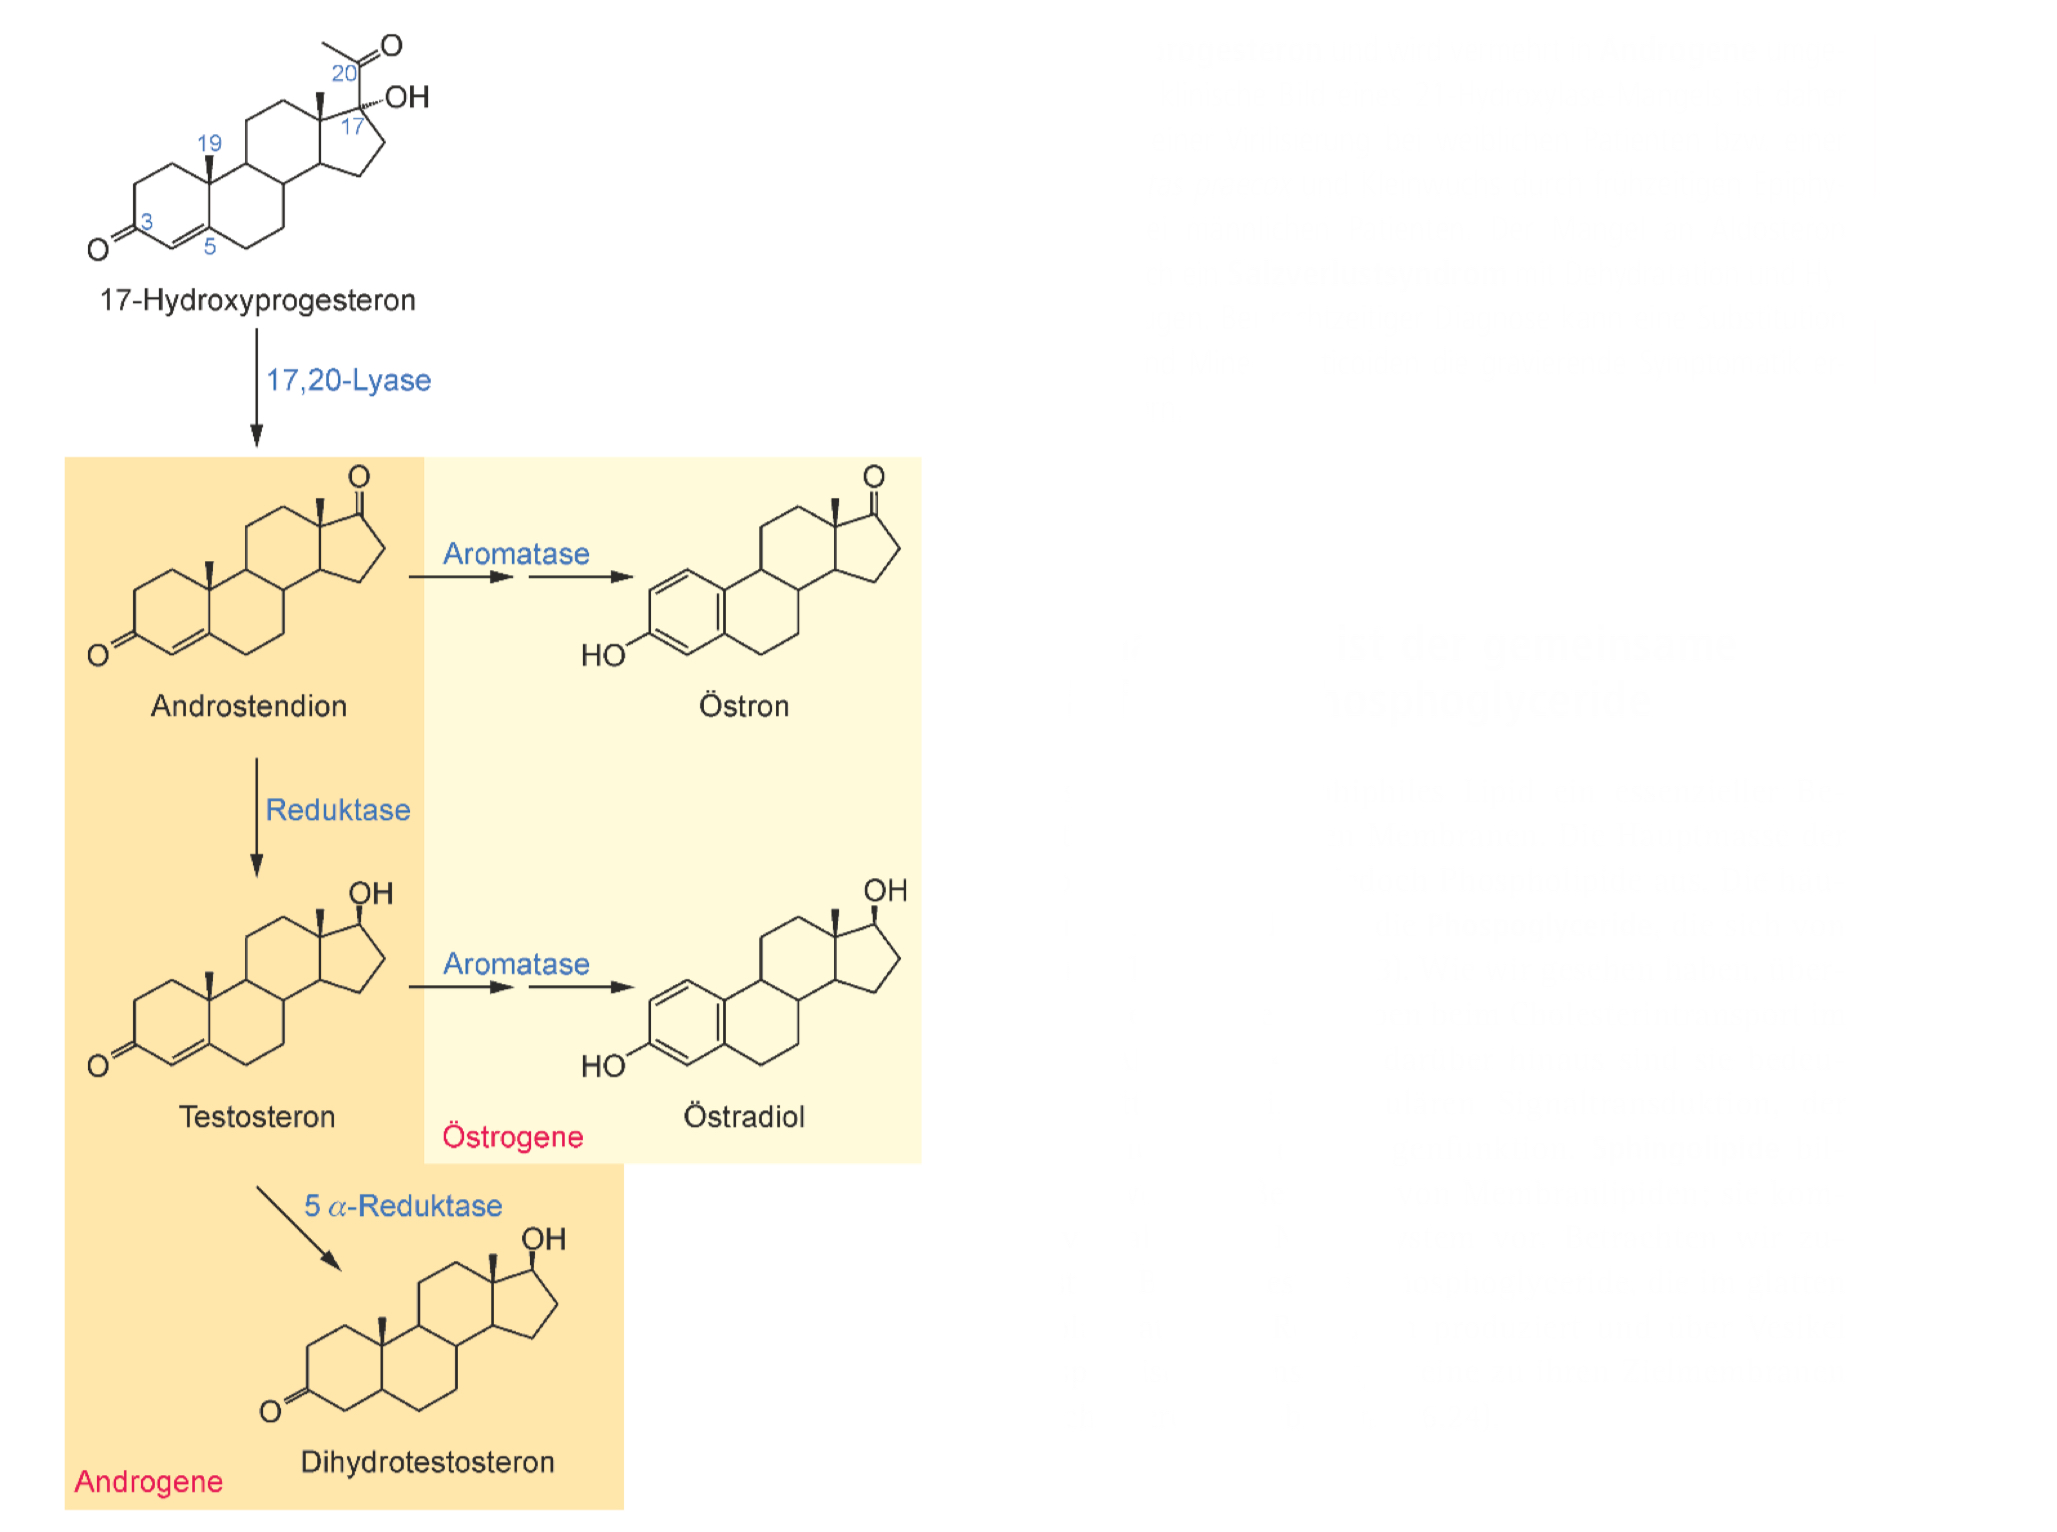 O
20
OH
17
19
3
5
O
17-Hydroxyprogesteron
17,20-Lyase
O
O
Aromatase
O
HO
Androstendion
Östron
Reduktase
OH
OH
Aromatase
O
HO
Testosteron
Östradiol
Östrogene
5 α-Reduktase
OH
O
Dihydrotestosteron
Androgene